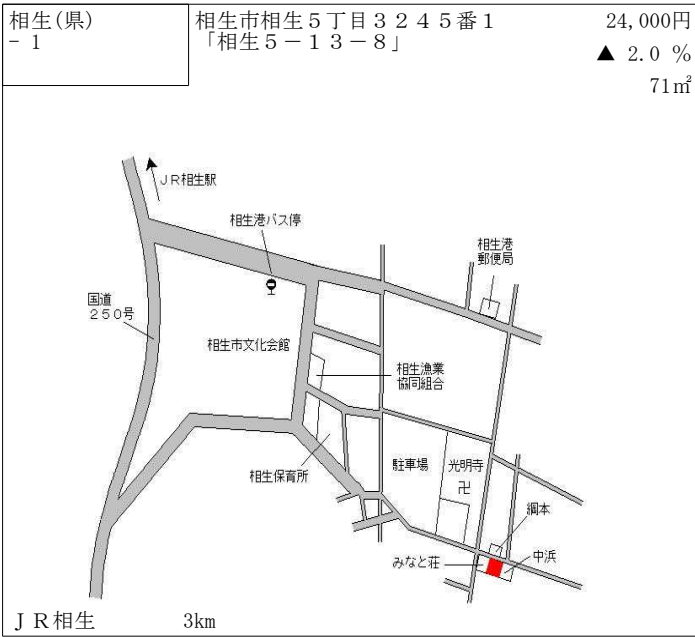 相生(県)
- 1
相生市相生５丁目３２４５番1
「相生５－１３－８」
24,000円
▲ 2.0 %
71㎡
ＪＲ相生駅
相生港バス停
相生港
郵便局
国道
２５０号
相生市文化会館
相生漁業
協同組合
駐車場
光明寺
卍
相生保育所
綱本
みなと荘
中浜
ＪＲ相生
3km